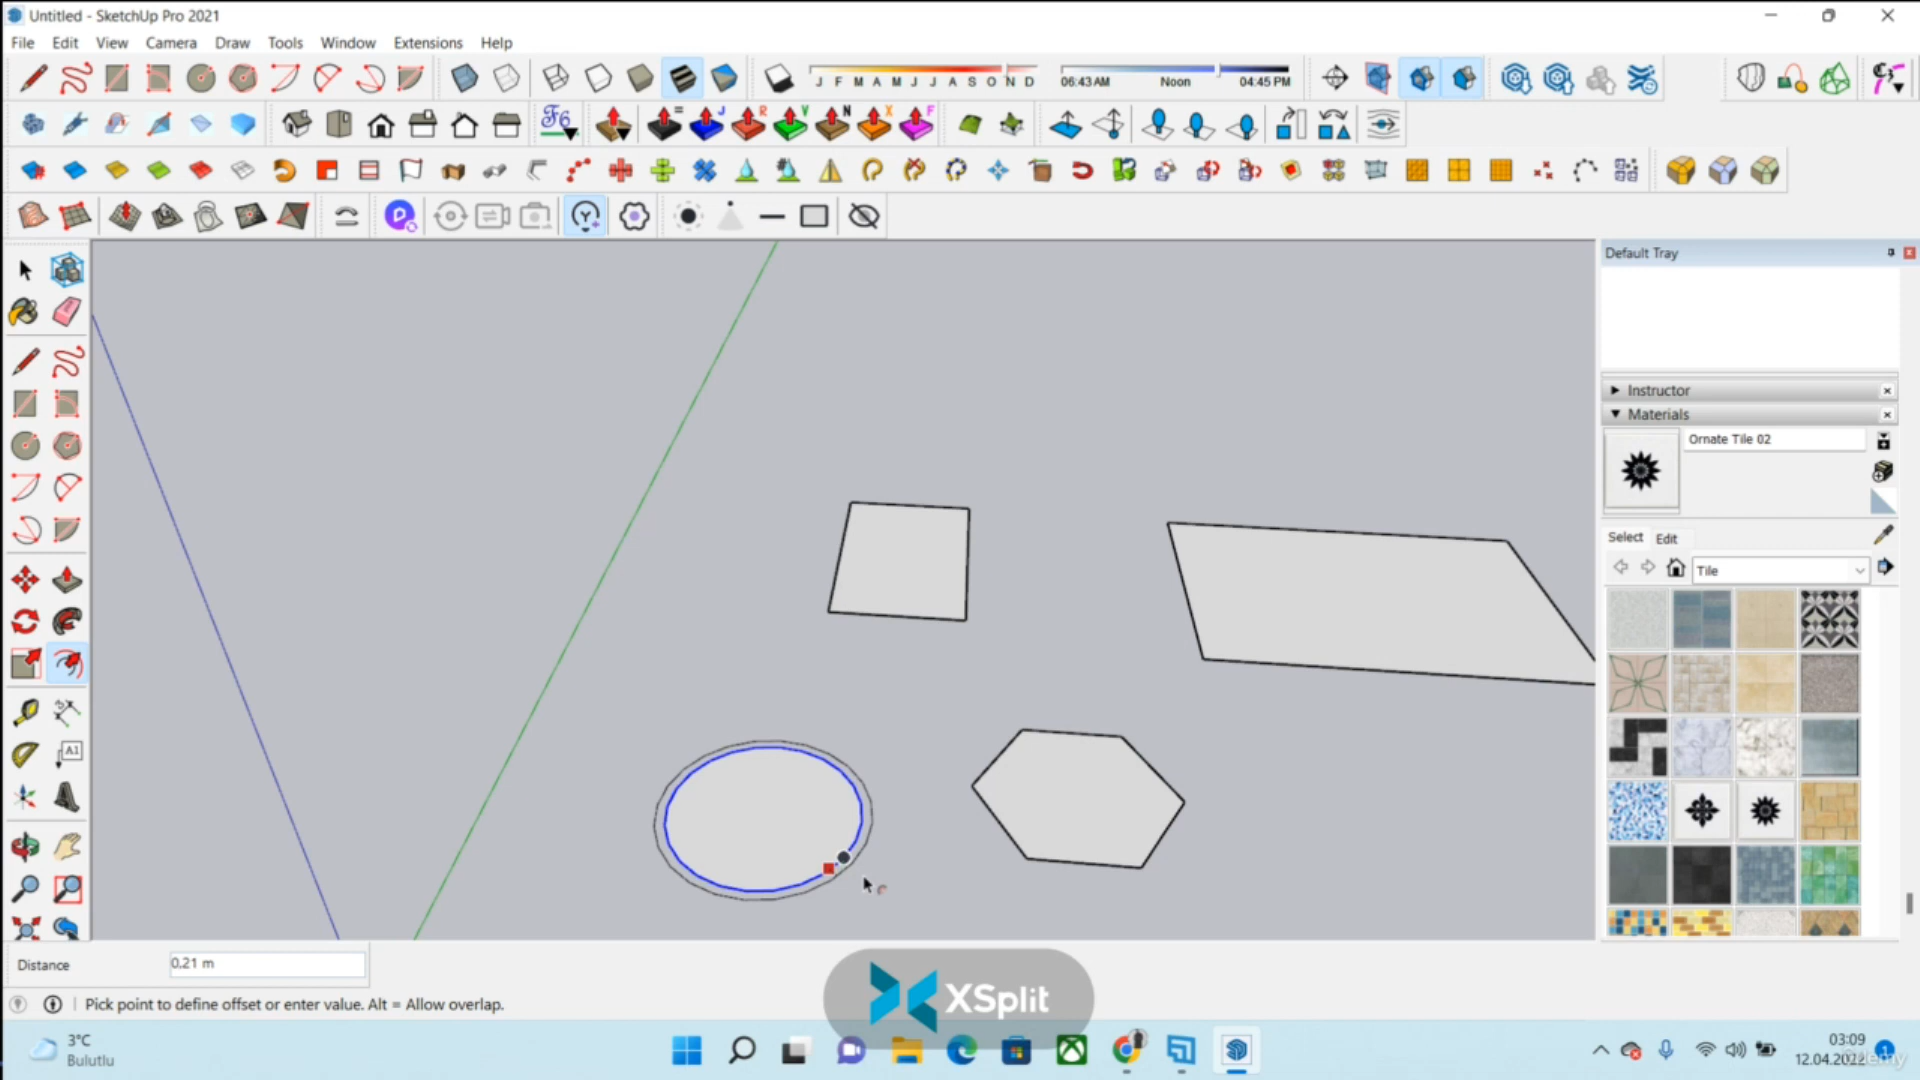 Untitled - SketchUp Pro 2021
File Edit View Camera Draw Tools Window Extensions Help
J F M A M J J A S O N D
06:43 AM Noon 04:45 PM
F6
= J R V N X F
Default Tray
Instructor
Materials
Ornate Tile 02
Select Edit
Tile
A1
Distance 0,21 m
Pick point to define offset or enter value. Alt = Allow overlap.
XSplit
3°C
Bulutlu
03:09
12.04.2022